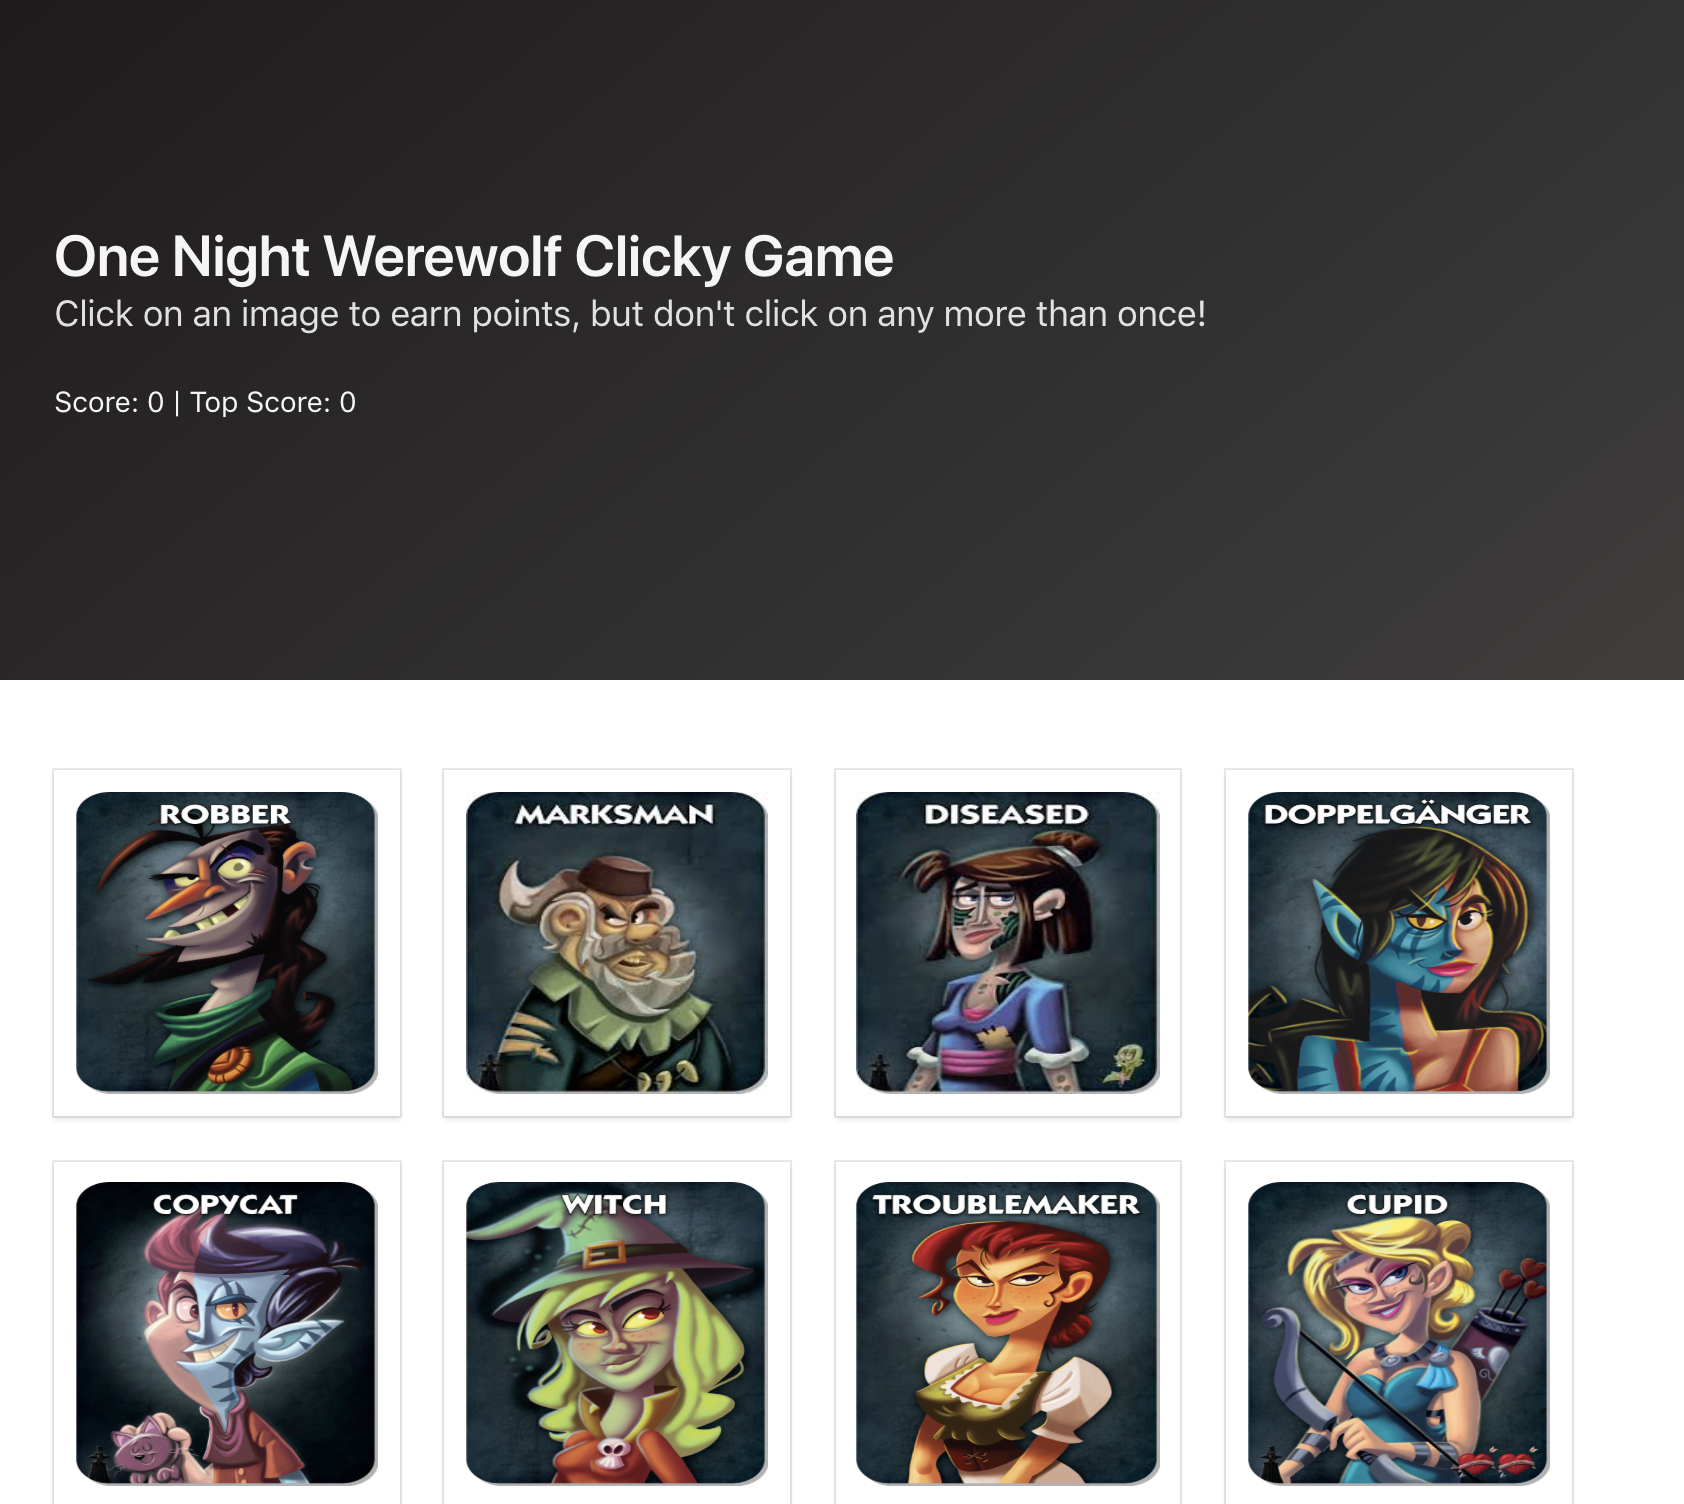 One Night Werewolf Clicky Game
Click on an image to earn points, but don't click on any more than once!
Score: 0 | Top Score: 0
ROBBER
MARKSMAN
DISEASED
DOPPELGÄNGER
COPYCAT
WITCH
TROUBLEMAKER
CUPID